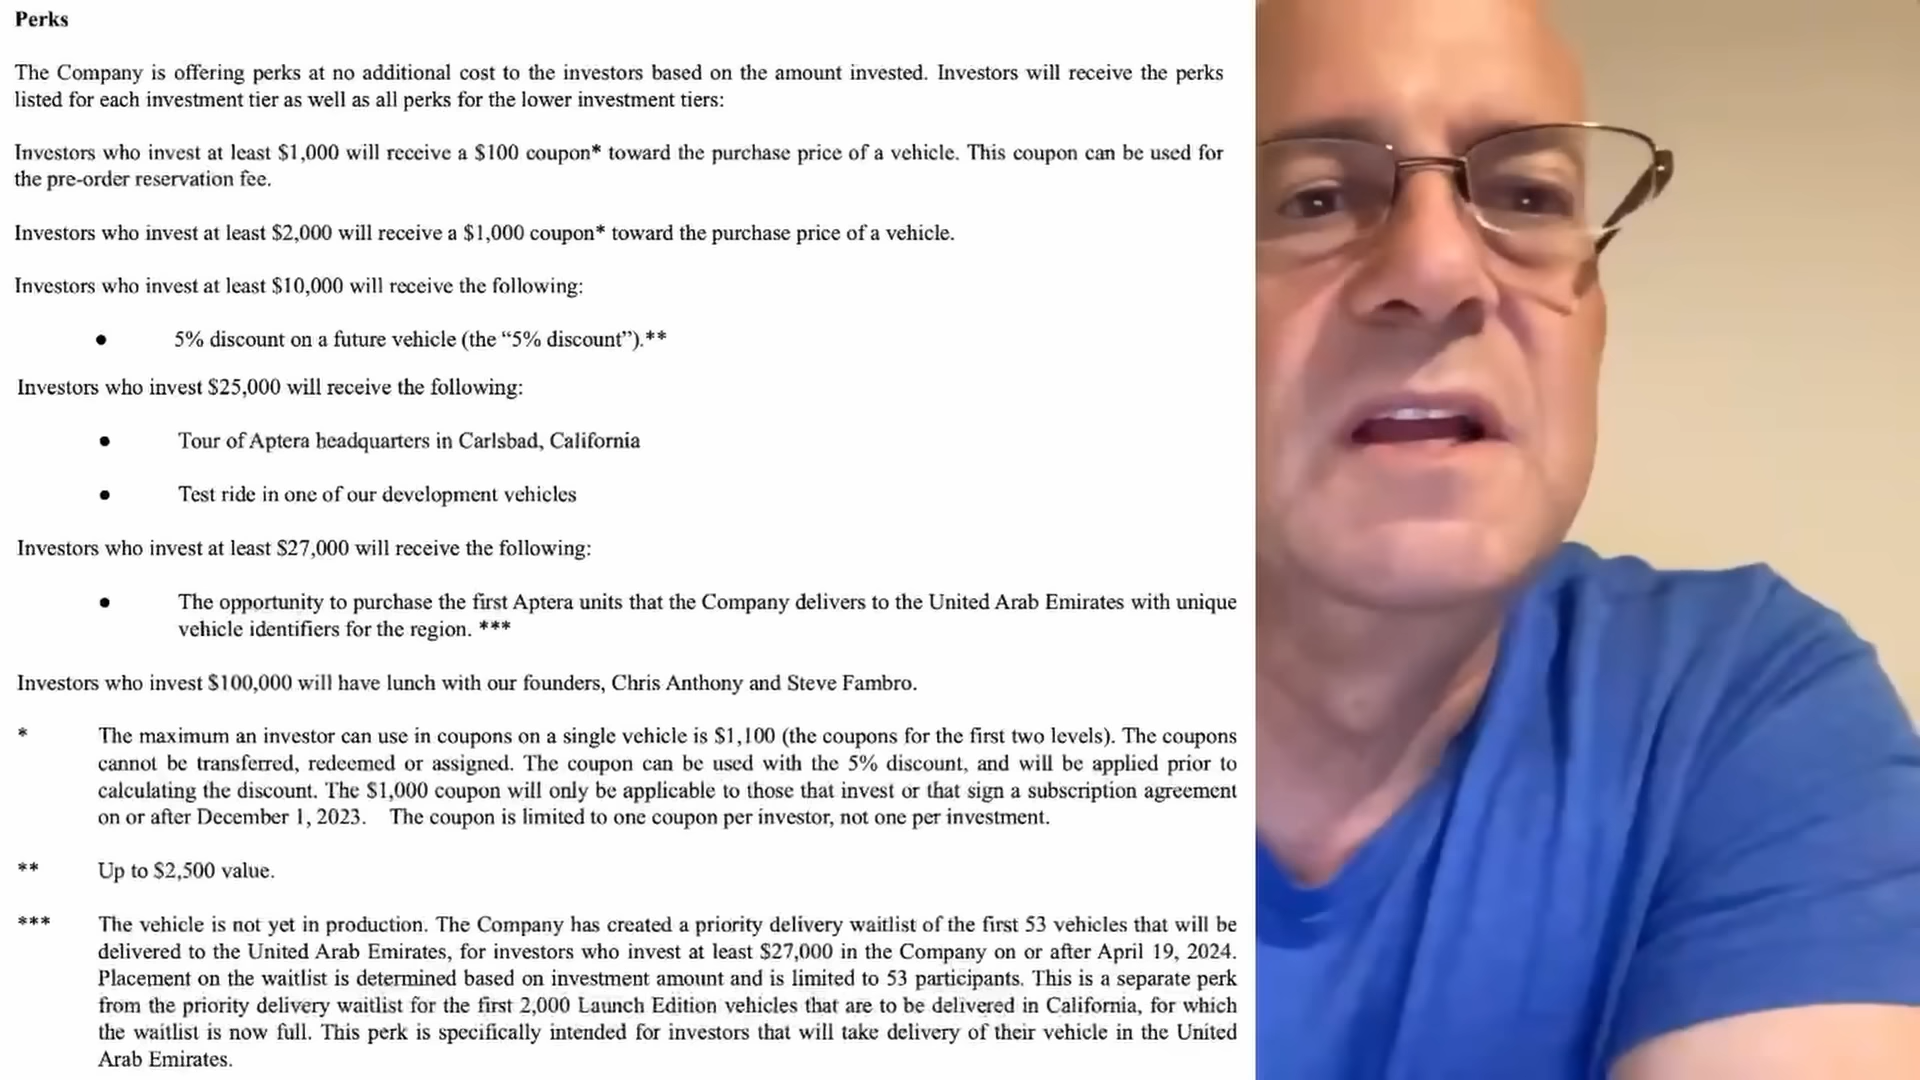 Perks
The Company is offering perks at no additional cost to the investors based on the amount invested. Investors will receive the perks
listed for each investment tier as well as all perks for the lower investment tiers:
Investors who invest at least $1,000 will receive a $100 coupon* toward the purchase price of a vehicle. This coupon can be used for
the pre-order reservation fee.
Investors who invest at least $2,000 will receive a $1,000 coupon* toward the purchase price of a vehicle.
Investors who invest at least $10,000 will receive the following:
● 5% discount on a future vehicle (the “5% discount”).**
Investors who invest $25,000 will receive the following:
● Tour of Aptera headquarters in Carlsbad, California
● Test ride in one of our development vehicles
Investors who invest at least $27,000 will receive the following:
● The opportunity to purchase the first Aptera units that the Company delivers to the United Arab Emirates with unique
vehicle identifiers for the region. ***
Investors who invest $100,000 will have lunch with our founders, Chris Anthony and Steve Fambro.
* The maximum an investor can use in coupons on a single vehicle is $1,100 (the coupons for the first two levels). The coupons
cannot be transferred, redeemed or assigned. The coupon can be used with the 5% discount, and will be applied prior to
calculating the discount. The $1,000 coupon will only be applicable to those that invest or that sign a subscription agreement
on or after December 1, 2023. The coupon is limited to one coupon per investor, not one per investment.
** Up to $2,500 value.
*** The vehicle is not yet in production. The Company has created a priority delivery waitlist of the first 53 vehicles that will be
delivered to the United Arab Emirates, for investors who invest at least $27,000 in the Company on or after April 19, 2024.
Placement on the waitlist is determined based on investment amount and is limited to 53 participants. This is a separate perk
from the priority delivery waitlist for the first 2,000 Launch Edition vehicles that are to be delivered in California, for which
the waitlist is now full. This perk is specifically intended for investors that will take delivery of their vehicle in the United
Arab Emirates.